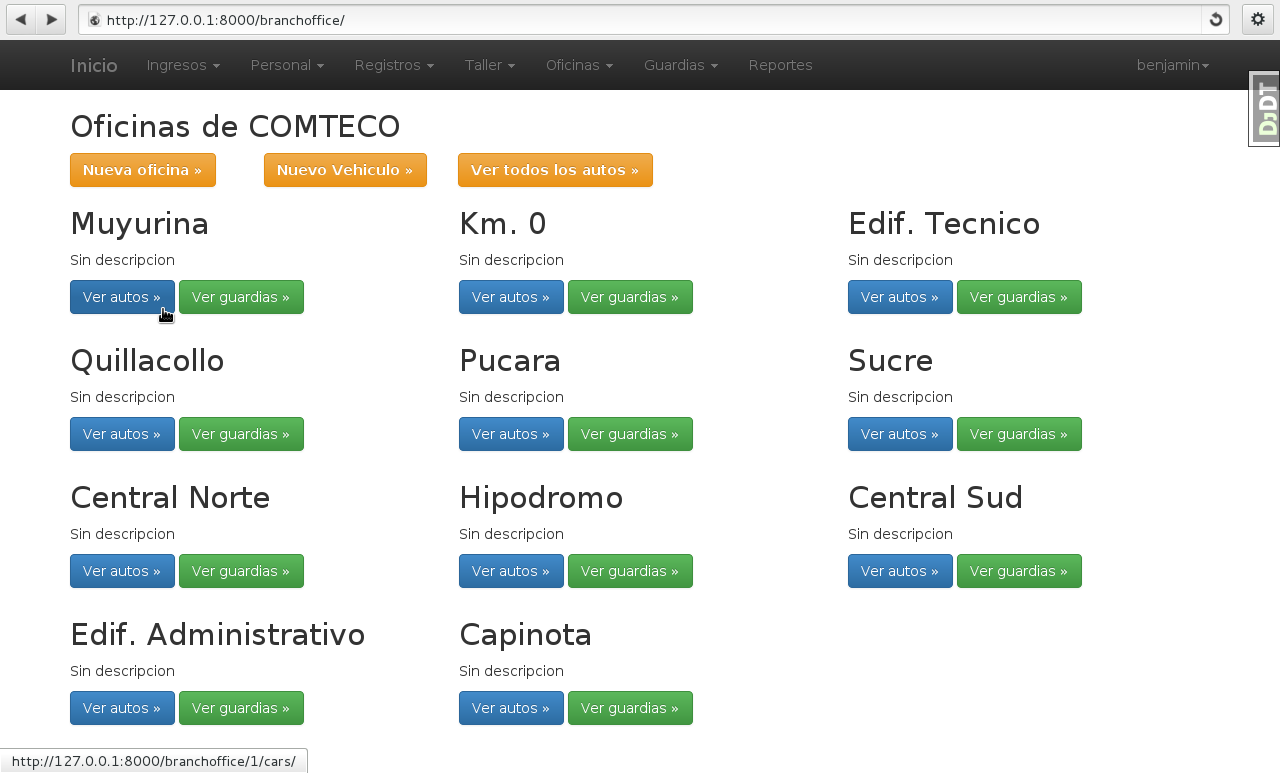 http://127.0.0.1:8000/branchoffice/
Inicio Ingresos Personal Registros Taller Oficinas Guardias Reportes benjamin
DJDT
Oficinas de COMTECO
Nueva oficina » Nuevo Vehiculo » Ver todos los autos »
Muyurina Km. 0 Edif. Tecnico
Sin descripcion Sin descripcion Sin descripcion
Ver autos » Ver guardias » Ver autos » Ver guardias » Ver autos » Ver guardias »
Quillacollo Pucara Sucre
Sin descripcion Sin descripcion Sin descripcion
Ver autos » Ver guardias » Ver autos » Ver guardias » Ver autos » Ver guardias »
Central Norte Hipodromo Central Sud
Sin descripcion Sin descripcion Sin descripcion
Ver autos » Ver guardias » Ver autos » Ver guardias » Ver autos » Ver guardias »
Edif. Administrativo Capinota
Sin descripcion Sin descripcion
Ver autos » Ver guardias » Ver autos » Ver guardias »
http://127.0.0.1:8000/branchoffice/1/cars/